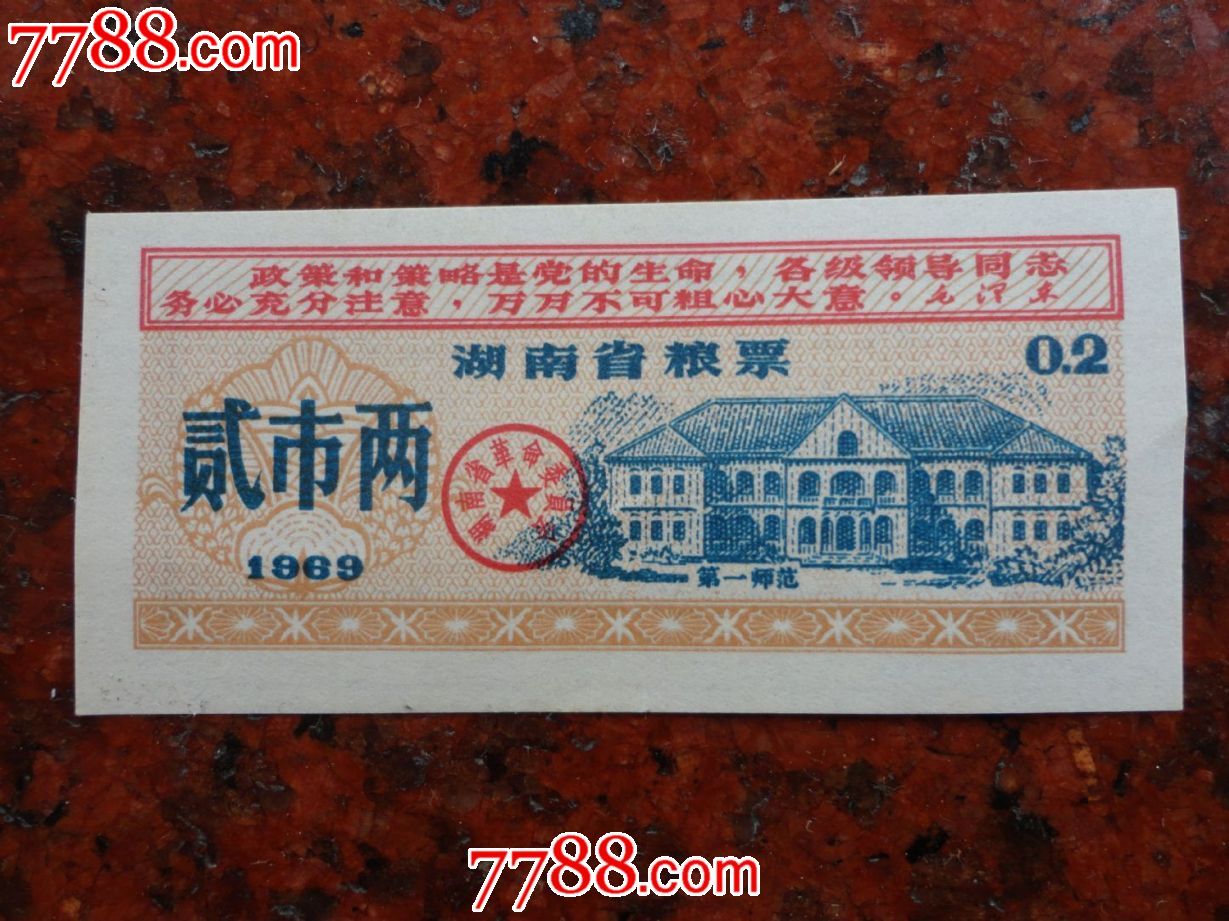 7788.com
政策和策略是党的生命，各级领导同志
务必充分注意，万万不可粗心大意。毛泽东
湖南省粮票
0.2
贰市两
湖南省革命委员会
1969
第一师范
7788.com